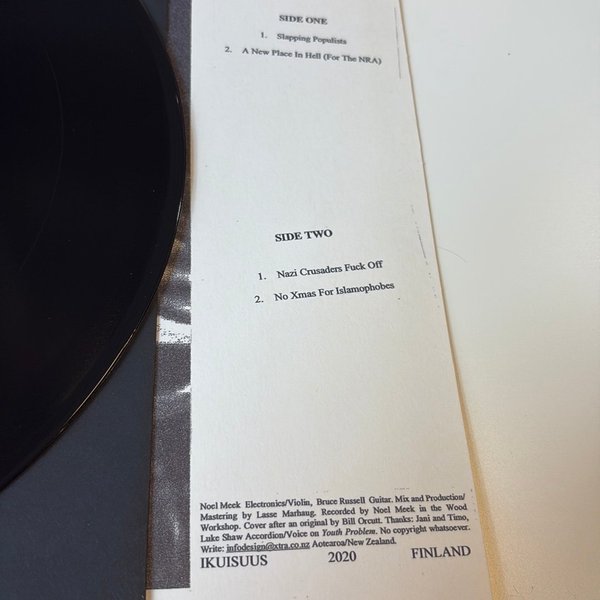 SIDE ONE
1. Slapping Populists
2. A New Place In Hell (For The NRA)
SIDE TWO
1. Nazi Crusaders Fuck Off
2. No Xmas For Islamophobes
Noel Meek Electronics/Violin, Bruce Russell Guitar. Mix and Production/
Mastering by Lasse Marhaug. Recorded by Noel Meek in the Wood
Workshop. Cover after an original by Bill Orcutt. Thanks: Jani and Timo,
Luke Shaw Accordion/Voice on Youth Problem. No copyright whatsoever.
Write: infodesign@xtra.co.nz Aotearoa/New Zealand.
IKUISUUS 2020 FINLAND